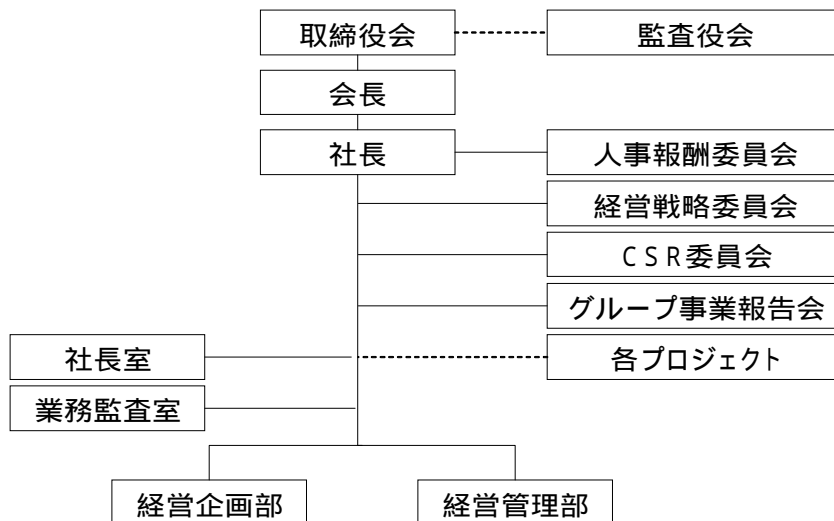 取締役会
監査役会
会長
社長
人事報酬委員会
経営戦略委員会
ＣＳＲ委員会
グループ事業報告会
社長室
各プロジェクト
業務監査室
経営企画部
経営管理部